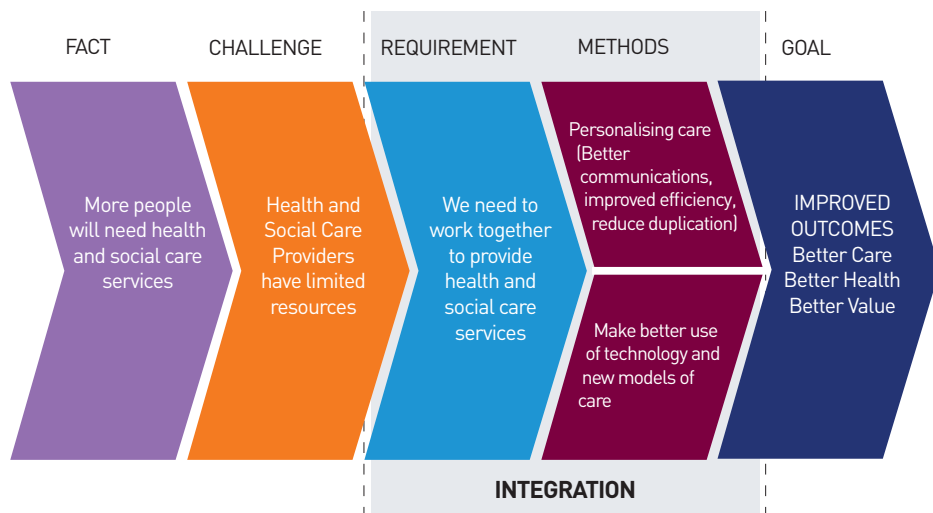 FACT
CHALLENGE
REQUIREMENT
METHODS
GOAL
More people
will need health
and social care
services
Health and
Social Care
Providers
have limited
resources
We need to
work together
to provide
health and
social care
services
Personalising care
(Better
communications,
improved efficiency,
reduce duplication)
Make better use
of technology and
new models of
care
IMPROVED
OUTCOMES
Better Care
Better Health
Better Value
INTEGRATION